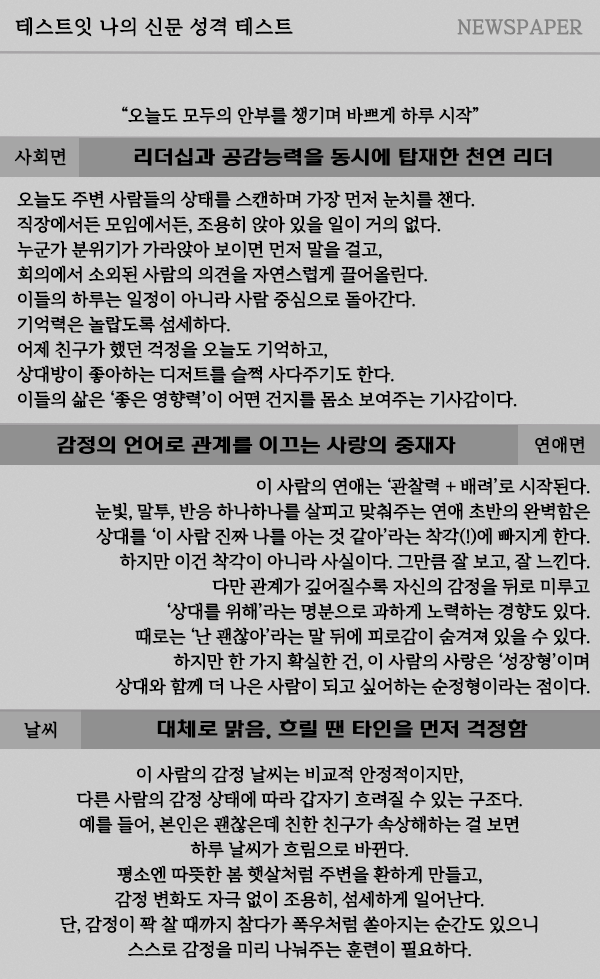 테스트잇 나의 신문 성격 테스트
NEWSPAPER
“오늘도 모두의 안부를 챙기며 바쁘게 하루 시작”
사회면
리더십과 공감능력을 동시에 탑재한 천연 리더
오늘도 주변 사람들의 상태를 스캔하며 가장 먼저 눈치를 챈다.
직장에서든 모임에서든, 조용히 앉아 있을 일이 거의 없다.
누군가 분위기가 가라앉아 보이면 먼저 말을 걸고,
회의에서 소외된 사람의 의견을 자연스럽게 끌어올린다.
이들의 하루는 일정이 아니라 사람 중심으로 돌아간다.
기억력은 놀랍도록 섬세하다.
어제 친구가 했던 걱정을 오늘도 기억하고,
상대방이 좋아하는 디저트를 슬쩍 사다주기도 한다.
이들의 삶은 ‘좋은 영향력’이 어떤 건지를 몸소 보여주는 기사감이다.
감정의 언어로 관계를 이끄는 사랑의 중재자
연애면
이 사람의 연애는 ‘관찰력 + 배려’로 시작된다.
눈빛, 말투, 반응 하나하나를 살피고 맞춰주는 연애 초반의 완벽함은
상대를 ‘이 사람 진짜 나를 아는 것 같아’라는 착각(!)에 빠지게 한다.
하지만 이건 착각이 아니라 사실이다. 그만큼 잘 보고, 잘 느낀다.
다만 관계가 깊어질수록 자신의 감정을 뒤로 미루고
‘상대를 위해’라는 명분으로 과하게 노력하는 경향도 있다.
때로는 ‘난 괜찮아’라는 말 뒤에 피로감이 숨겨져 있을 수 있다.
하지만 한 가지 확실한 건, 이 사람의 사랑은 ‘성장형’이며
상대와 함께 더 나은 사람이 되고 싶어하는 순정형이라는 점이다.
날씨
대체로 맑음. 흐릴 땐 타인을 먼저 걱정함
이 사람의 감정 날씨는 비교적 안정적이지만,
다른 사람의 감정 상태에 따라 갑자기 흐려질 수 있는 구조다.
예를 들어, 본인은 괜찮은데 친한 친구가 속상해하는 걸 보면
하루 날씨가 흐림으로 바뀐다.
평소엔 따뜻한 봄 햇살처럼 주변을 환하게 만들고,
감정 변화도 자극 없이 조용히, 섬세하게 일어난다.
단, 감정이 꽉 찰 때까지 참다가 폭우처럼 쏟아지는 순간도 있으니
스스로 감정을 미리 나눠주는 훈련이 필요하다.